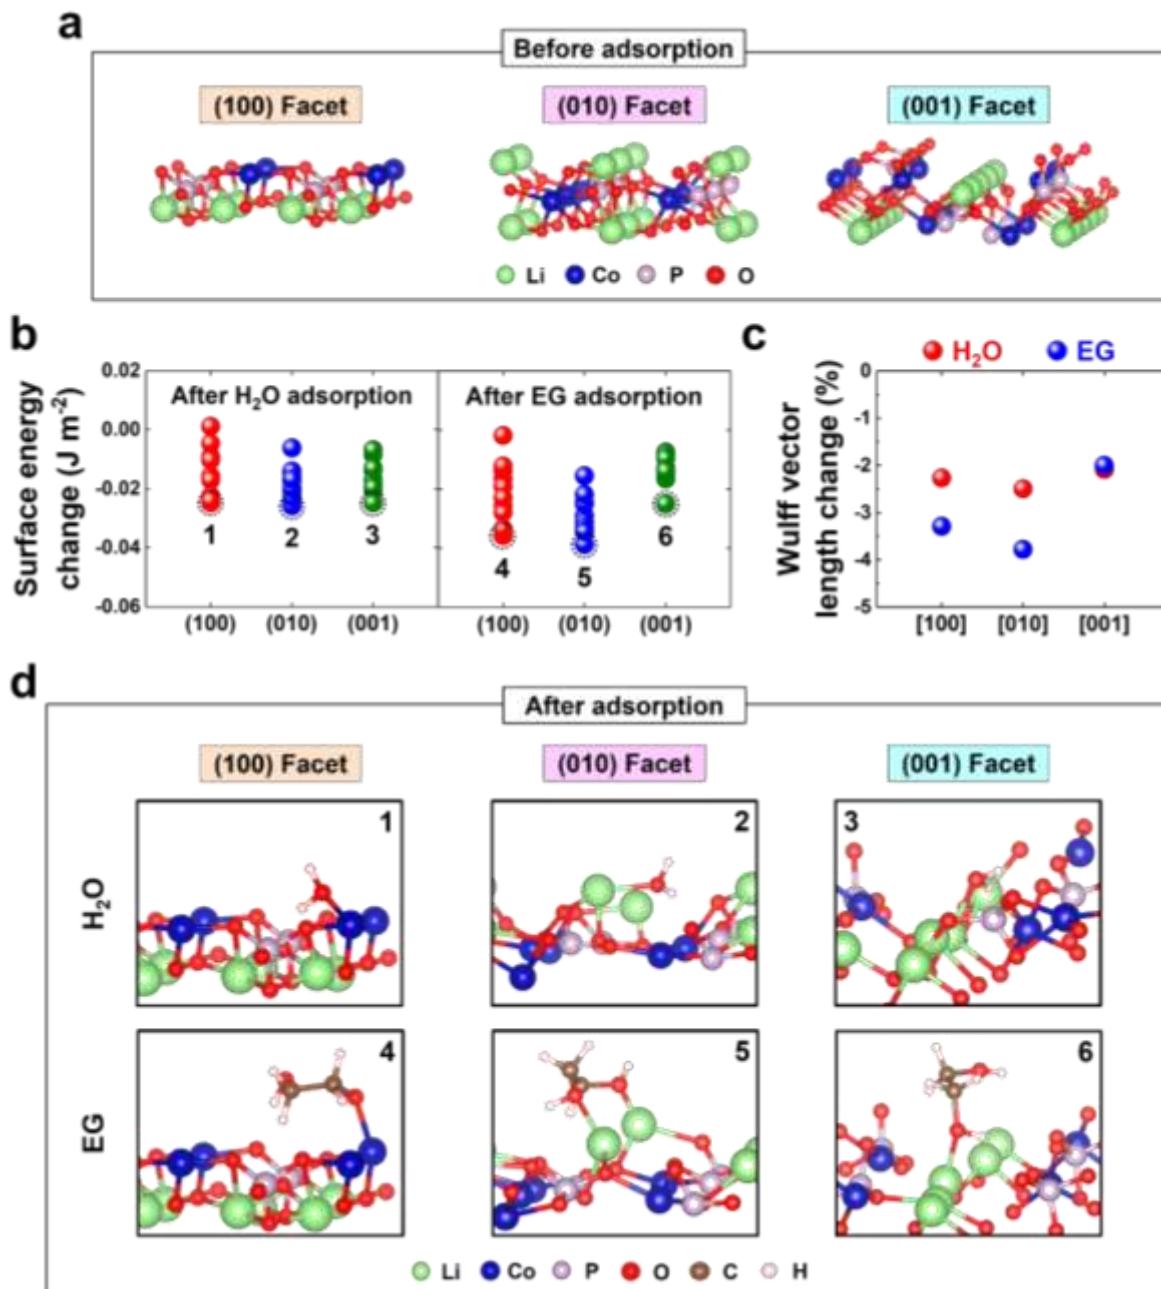 a
Before adsorption
(100) Facet
(010) Facet
(001) Facet
Li Co P O
b
Surface energy
change (J m⁻²)
0.02
0.00
-0.02
-0.04
-0.06
After H₂O adsorption
After EG adsorption
1
2
3
4
5
6
(100) (010) (001)
(100) (010) (001)
c
H₂O EG
Wulff vector
length change (%)
0
-1
-2
-3
-4
-5
[100] [010] [001]
d
After adsorption
(100) Facet
(010) Facet
(001) Facet
H₂O
1
2
3
EG
4
5
6
Li Co P O C H